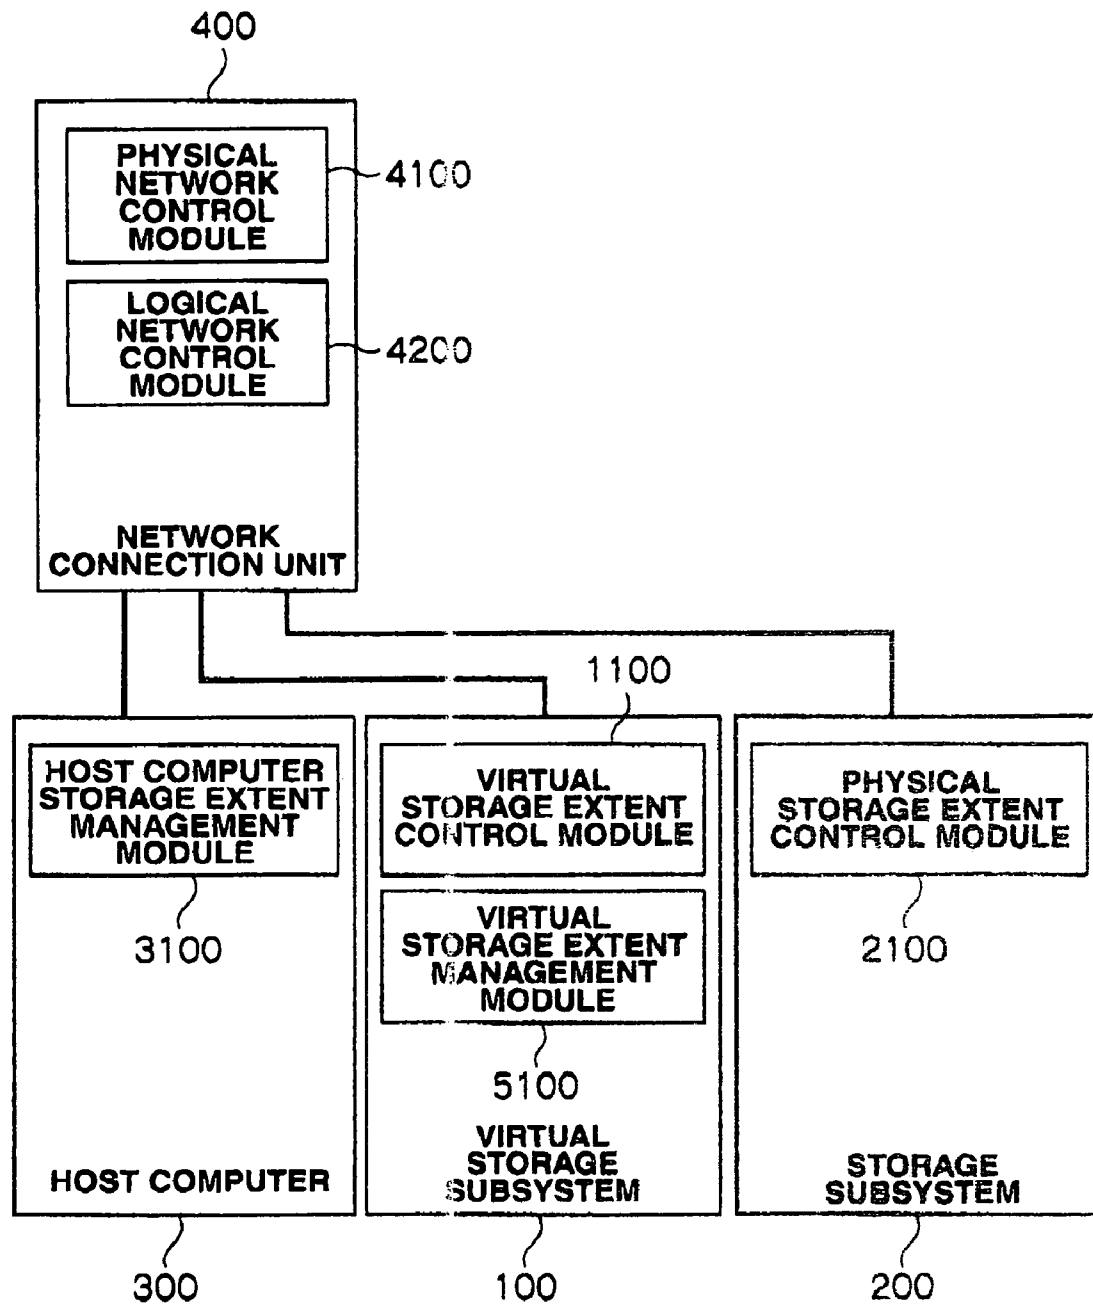 400
PHYSICAL
NETWORK
CONTROL
MODULE
4100
LOGICAL
NETWORK
CONTROL
MODULE
4200
NETWORK
CONNECTION UNIT
1100
HOST COMPUTER
STORAGE EXTENT
MANAGEMENT
MODULE
3100
VIRTUAL
STORAGE EXTENT
CONTROL MODULE
VIRTUAL
STORAGE EXTENT
MANAGEMENT
MODULE
5100
PHYSICAL
STORAGE EXTENT
CONTROL MODULE
2100
HOST COMPUTER
VIRTUAL
STORAGE
SUBSYSTEM
STORAGE
SUBSYSTEM
300
100
200